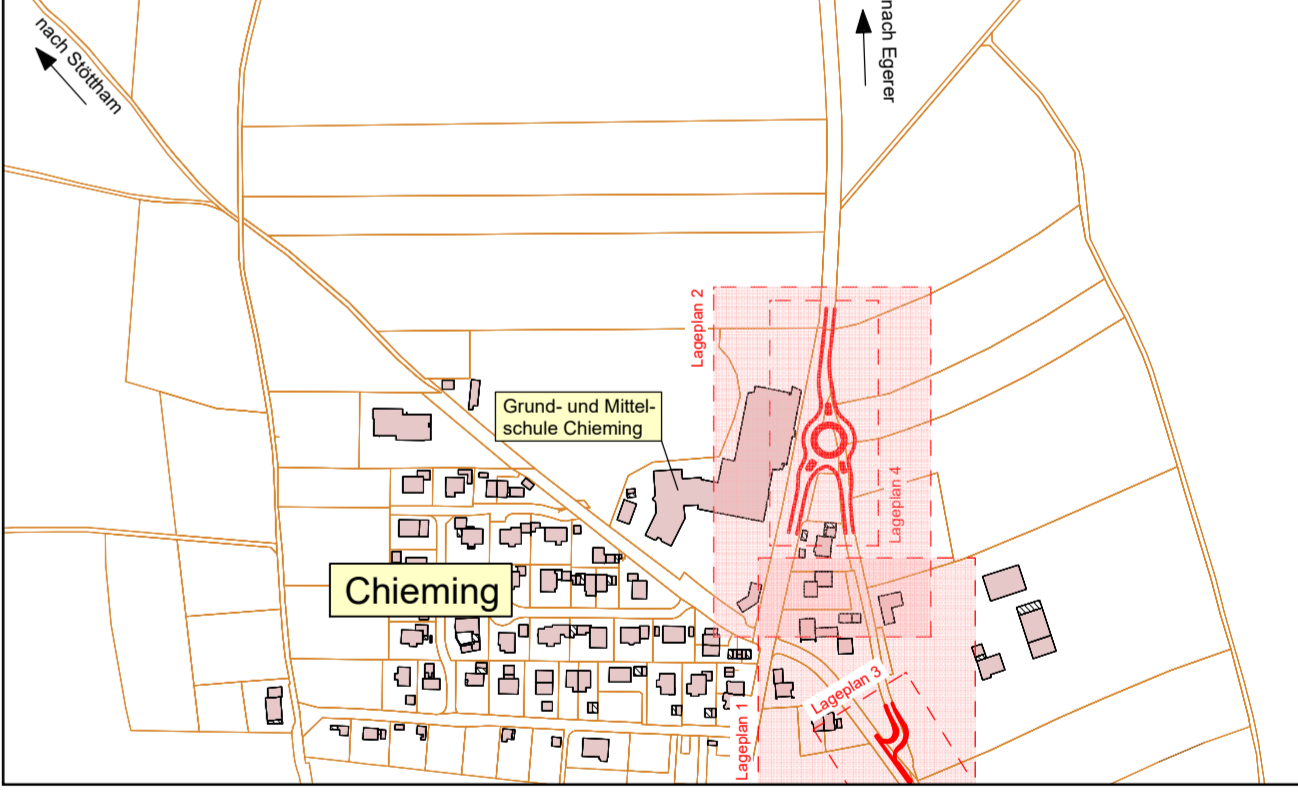 nach Stöttham
nach Egerer
Lageplan 2
Grund- und Mittel-
schule Chieming
Lageplan 4
Chieming
Lageplan 3
Lageplan 1